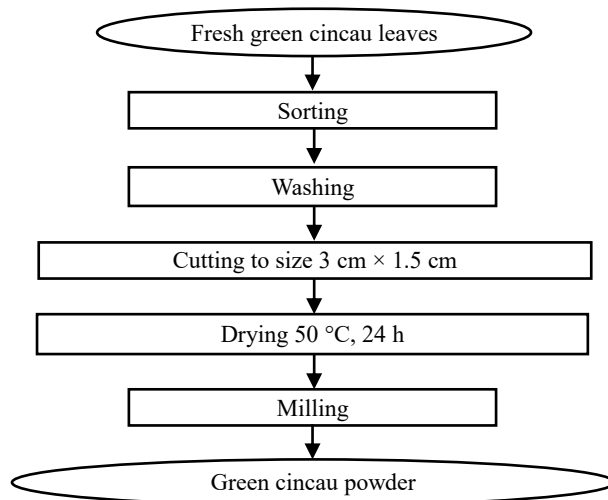 Fresh green cincau leaves
Sorting
Washing
Cutting to size 3 cm × 1.5 cm
Drying 50 °C, 24 h
Milling
Green cincau powder